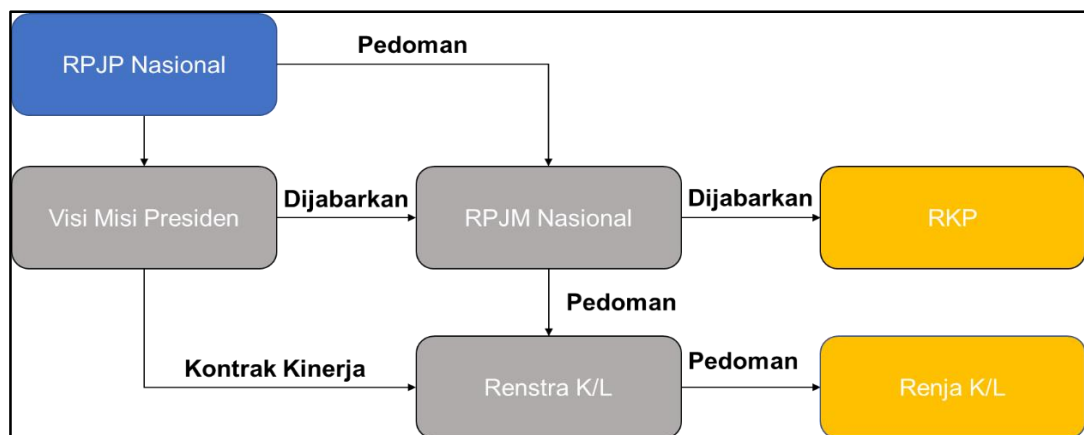 RPJP Nasional
Pedoman
Visi Misi Presiden
Dijabarkan
RPJM Nasional
Dijabarkan
RKP
Pedoman
Kontrak Kinerja
Renstra K/L
Pedoman
Renja K/L